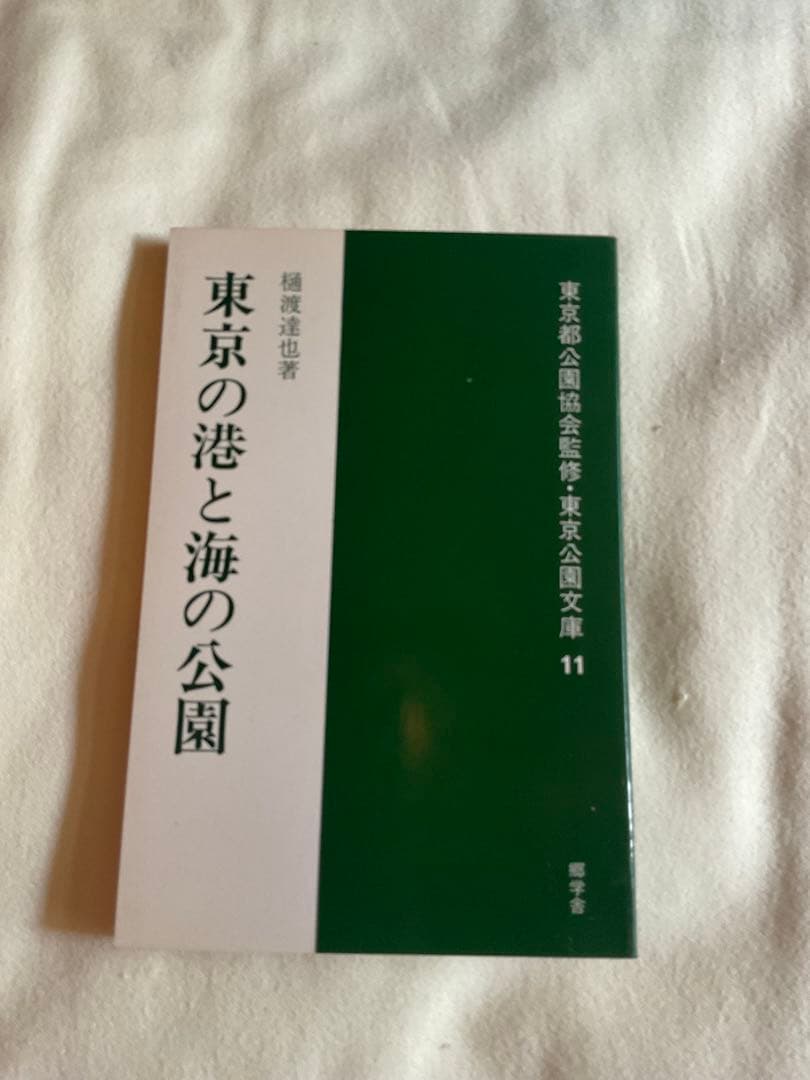 東京都公園協会監修・東京公園文庫 11
郷学舎
樋渡達也著
東京の港と海の公園